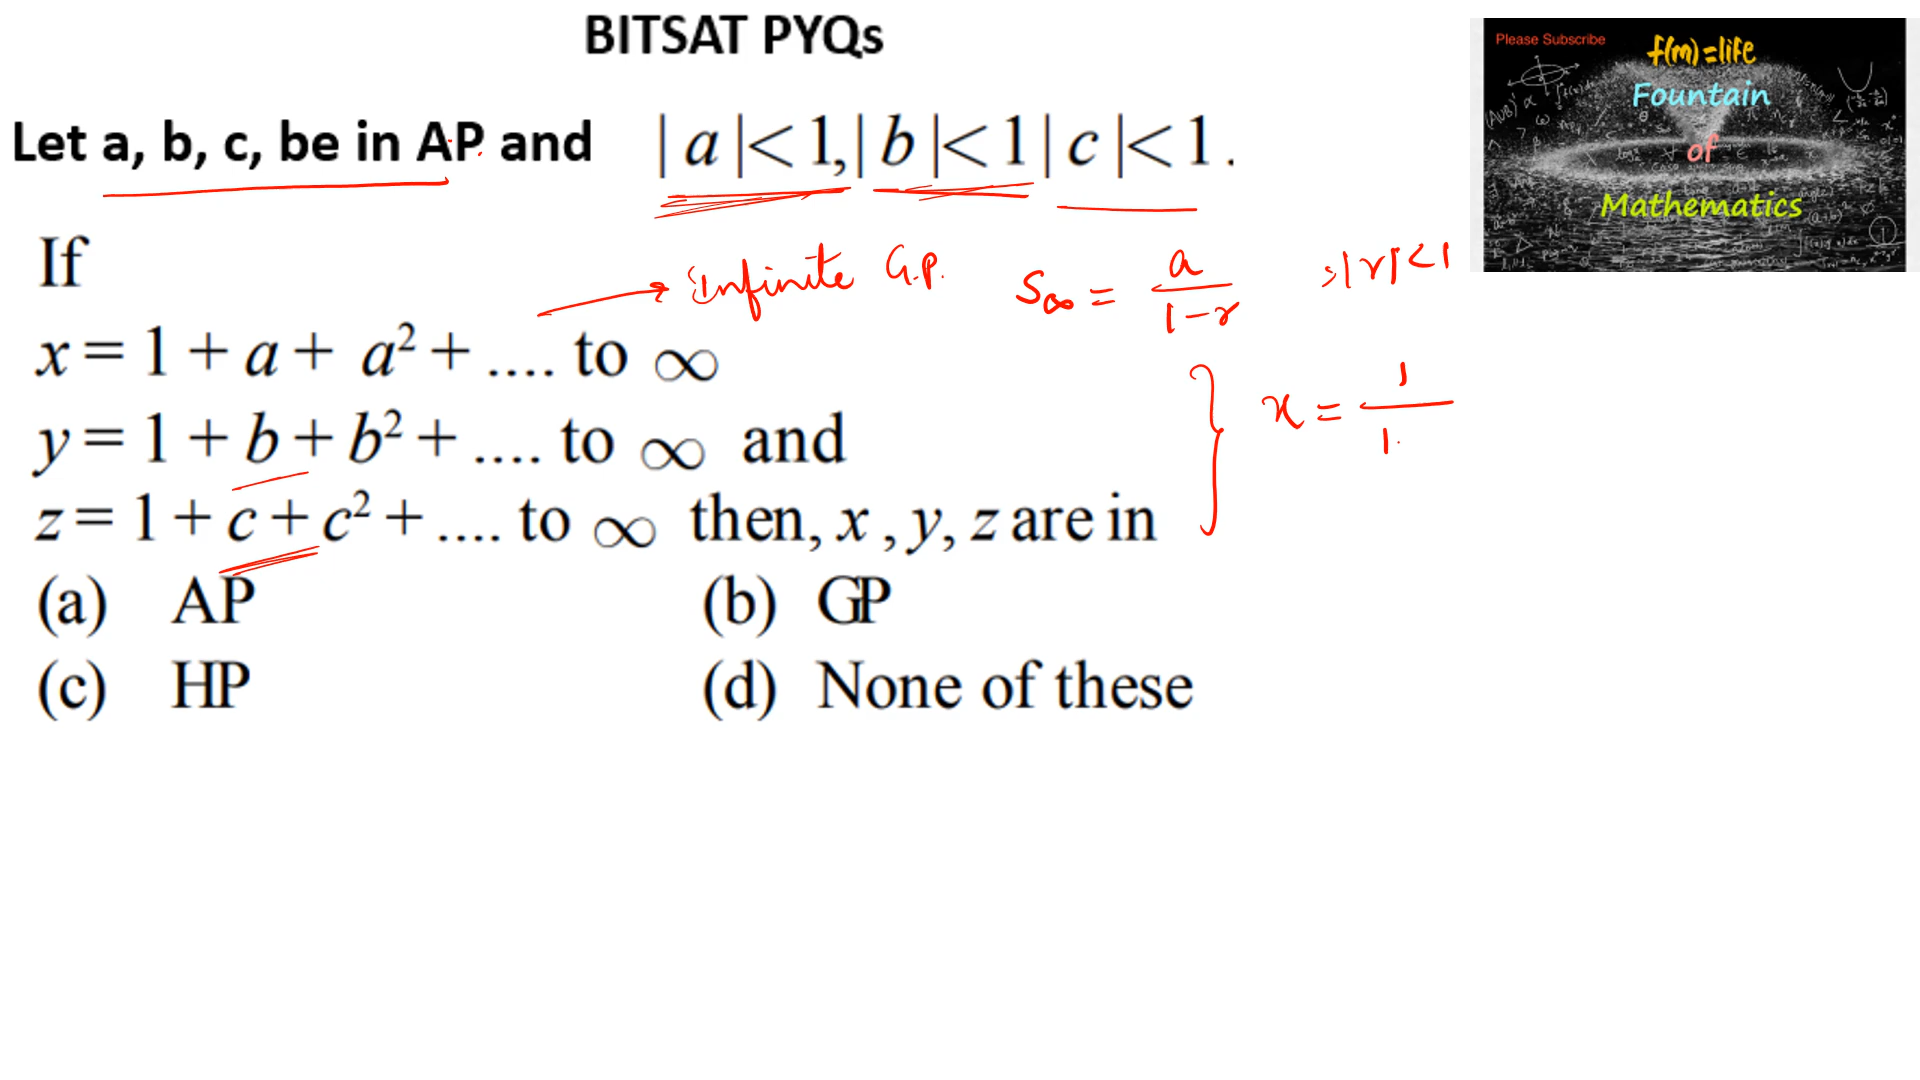 BITSAT PYQs
Please Subscribe
f(m)=life
Fountain
of
Mathematics
Let a, b, c, be in AP and |a|<1,|b|<1|c|<1.
If
→ Infinite G.P. S∞ = a/(1-r) ;|r|<1
x = 1 + a + a² + .... to ∞
x = 1/1
y = 1 + b + b² + .... to ∞ and
z = 1 + c + c² + .... to ∞ then, x , y, z are in
(a) AP (b) GP
(c) HP (d) None of these